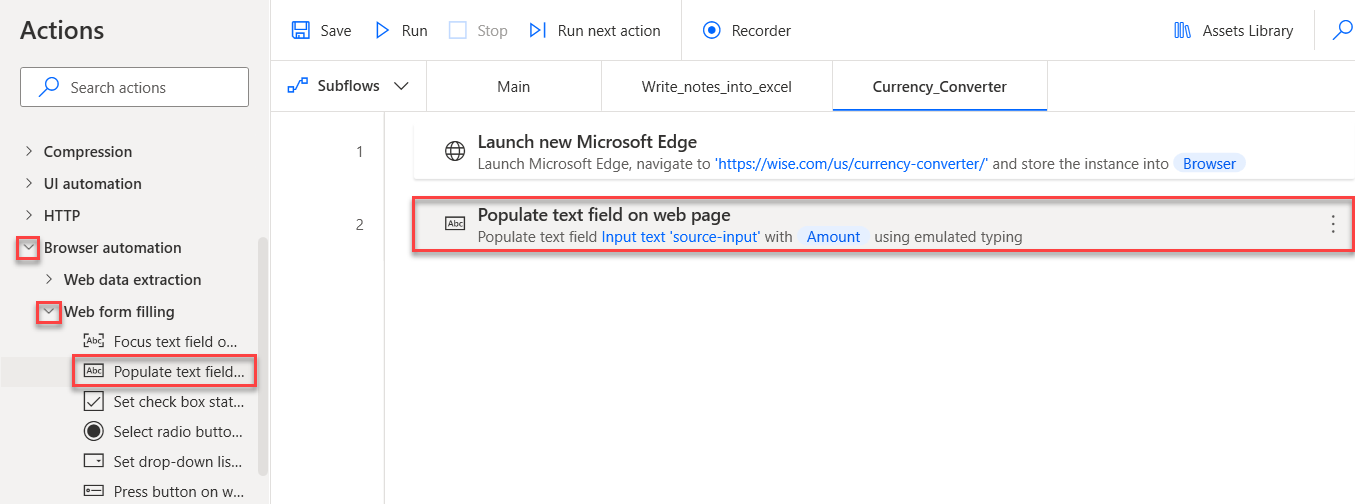 Actions
Search actions
Compression
UI automation
HTTP
Browser automation
Web data extraction
Web form filling
Abc Focus text field o...
Abc Populate text field...
Set check box stat...
Select radio butto...
Set drop-down lis...
Press button on w...
Save Run Stop Run next action Recorder Assets Library
Subflows Main Write_notes_into_excel Currency_Converter
1
Launch new Microsoft Edge
Launch Microsoft Edge, navigate to 'https://wise.com/us/currency-converter/' and store the instance into Browser
2
Abc Populate text field on web page
Populate text field Input text 'source-input' with Amount using emulated typing